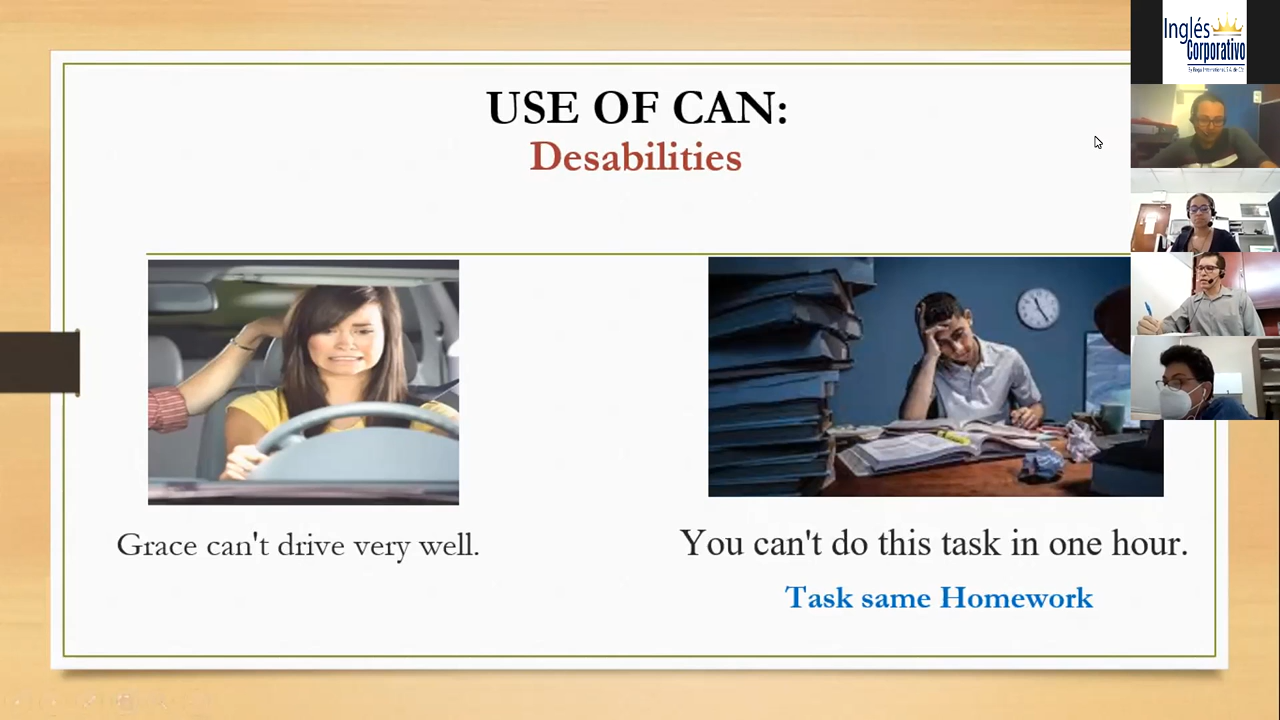 USE OF CAN:
Desabilities
Grace can't drive very well.
You can't do this task in one hour.
Task same Homework
Inglés
Corporativo